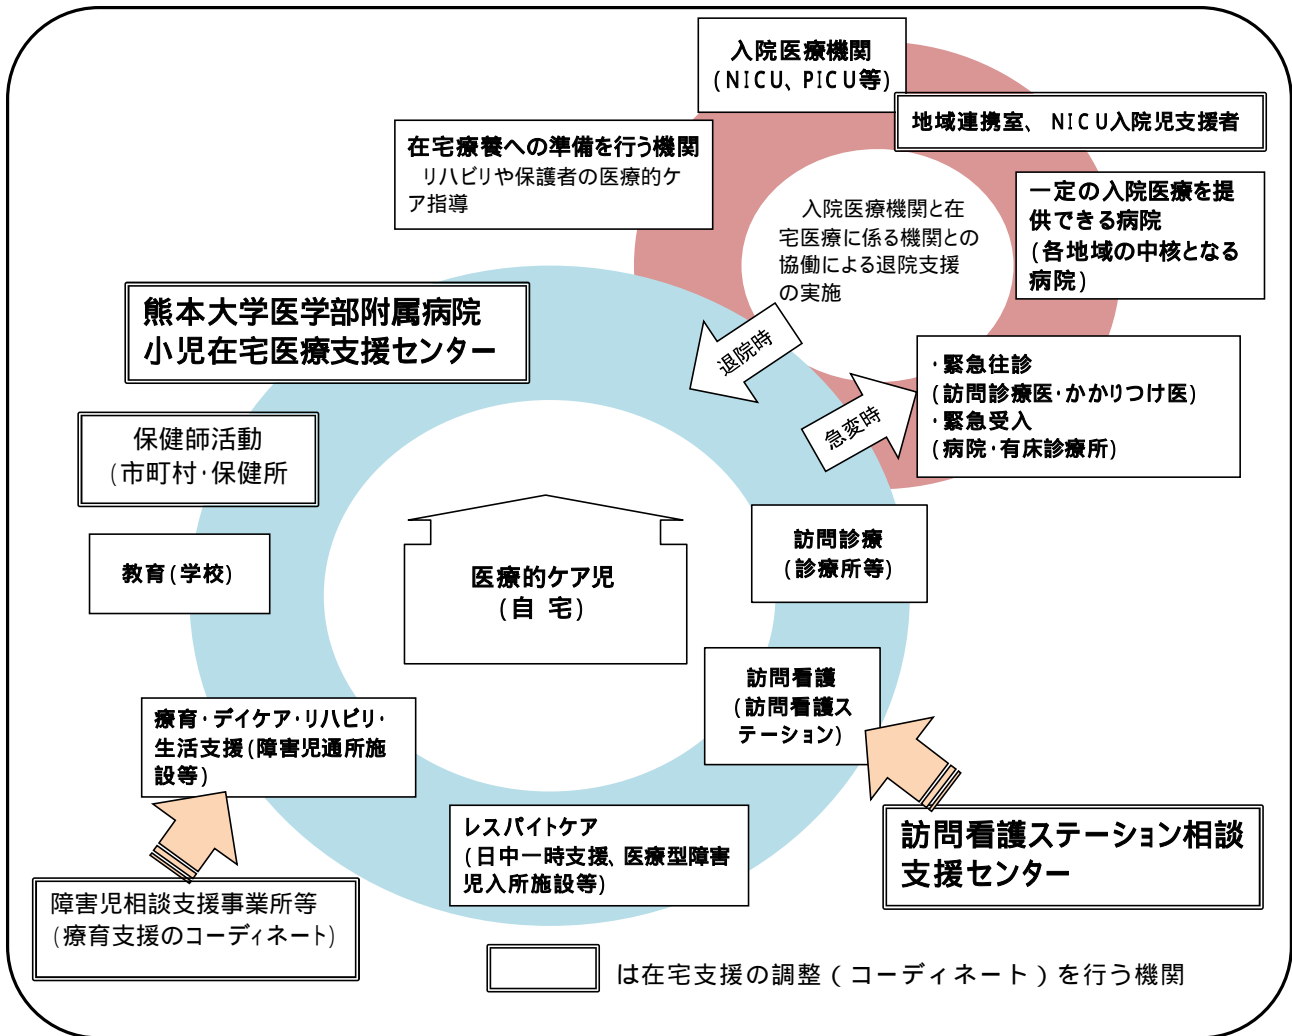 入院医療機関
(NICU、PICU等)
地域連携室、NICU入院児支援者
在宅療養への準備を行う機関
リハビリや保護者の医療的ケ
ア指導
一定の入院医療を提
供できる病院
(各地域の中核となる
病院)
入院医療機関と在
宅医療に係る機関との
協働による退院支援
の実施
熊本大学医学部附属病院
小児在宅医療支援センター
退院時
急変時
・緊急往診
(訪問診療医・かかりつけ医)
・緊急受入
(病院・有床診療所)
保健師活動
(市町村・保健所
教育(学校)
医療的ケア児
(自 宅)
訪問診療
(診療所等)
訪問看護
(訪問看護ス
テーション)
療育・デイケア・リハビリ・
生活支援(障害児通所施
設等)
レスパイトケア
(日中一時支援、医療型障害
児入所施設等)
訪問看護ステーション相談
支援センター
障害児相談支援事業所等
(療育支援のコーディネート)
は在宅支援の調整(コーディネート)を行う機関